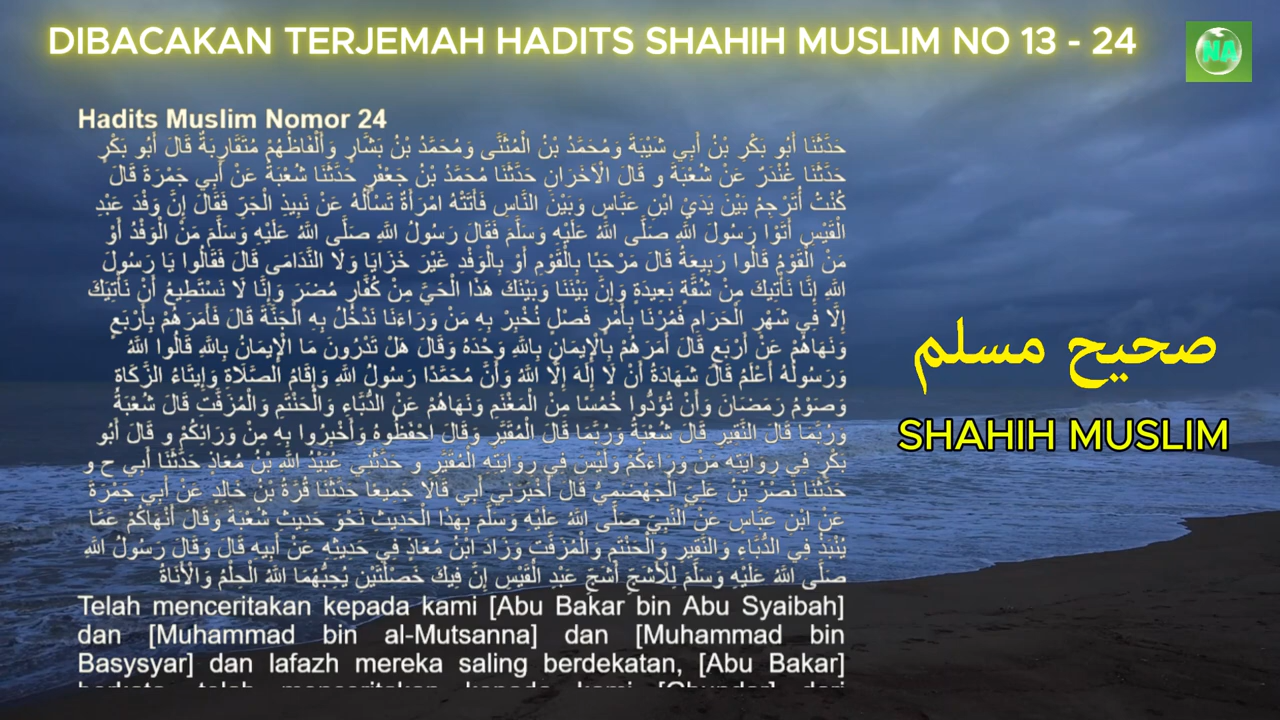 DIBACAKAN TERJEMAH HADITS SHAHIH MUSLIM NO 13 - 24
NA
Hadits Muslim Nomor 24
حَدَّثَنَا أَبُو بَكْرِ بْنُ أَبِي شَيْبَةَ وَمُحَمَّدُ بْنُ الْمُثَنَّى وَمُحَمَّدُ بْنُ بَشَّارٍ وَأَلْفَاظُهُمْ مُتَقَارِبَةٌ قَالَ أَبُو بَكْرٍ
حَدَّثَنَا غُنْدَرٌ عَنْ شُعْبَةَ و قَالَ الْآخَرَانِ حَدَّثَنَا مُحَمَّدُ بْنُ جَعْفَرٍ حَدَّثَنَا شُعْبَةُ عَنْ أَبِي جَمْرَةَ قَالَ
كُنْتُ أُتَرْجِمُ بَيْنَ يَدَيْ ابْنِ عَبَّاسٍ وَبَيْنَ النَّاسِ فَأَتَتْهُ امْرَأَةٌ تَسْأَلُهُ عَنْ نَبِيذِ الْجَرِّ فَقَالَ إِنَّ وَفْدَ عَبْدِ
الْقَيْسِ أَتَوْا رَسُولَ اللَّهِ صَلَّى اللَّهُ عَلَيْهِ وَسَلَّمَ فَقَالَ رَسُولُ اللَّهِ صَلَّى اللَّهُ عَلَيْهِ وَسَلَّمَ مَنْ الْوَفْدُ أَوْ
مَنْ الْقَوْمُ قَالُوا رَبِيعَةُ قَالَ مَرْحَبًا بِالْقَوْمِ أَوْ بِالْوَفْدِ غَيْرَ خَزَايَا وَلَا النَّدَامَى قَالَ فَقَالُوا يَا رَسُولَ
اللَّهِ إِنَّا نَأْتِيكَ مِنْ شُقَّةٍ بَعِيدَةٍ وَإِنَّ بَيْنَنَا وَبَيْنَكَ هَذَا الْحَيَّ مِنْ كُفَّارِ مُضَرَ وَإِنَّا لَا نَسْتَطِيعُ أَنْ نَأْتِيَكَ
إِلَّا فِي شَهْرِ الْحَرَامِ فَمُرْنَا بِأَمْرٍ فَصْلٍ نُخْبِرْ بِهِ مَنْ وَرَاءَنَا نَدْخُلُ بِهِ الْجَنَّةَ قَالَ فَأَمَرَهُمْ بِأَرْبَعٍ
وَنَهَاهُمْ عَنْ أَرْبَعٍ قَالَ أَمَرَهُمْ بِالْإِيمَانِ بِاللَّهِ وَحْدَهُ وَقَالَ هَلْ تَدْرُونَ مَا الْإِيمَانُ بِاللَّهِ قَالُوا اللَّهُ
وَرَسُولُهُ أَعْلَمُ قَالَ شَهَادَةُ أَنْ لَا إِلَهَ إِلَّا اللَّهُ وَأَنَّ مُحَمَّدًا رَسُولُ اللَّهِ وَإِقَامُ الصَّلَاةِ وَإِيتَاءُ الزَّكَاةِ
وَصَوْمُ رَمَضَانَ وَأَنْ تُؤَدُّوا خُمُسًا مِنْ الْمَغْنَمِ وَنَهَاهُمْ عَنْ الدُّبَّاءِ وَالْحَنْتَمِ وَالْمُزَفَّتِ قَالَ شُعْبَةُ
وَرُبَّمَا قَالَ النَّقِيرِ قَالَ شُعْبَةُ وَرُبَّمَا قَالَ الْمُقَيَّرِ وَقَالَ احْفَظُوهُ وَأَخْبِرُوا بِهِ مِنْ وَرَائِكُمْ و قَالَ أَبُو
بَكْرٍ فِي رِوَايَتِهِ مَنْ وَرَاءَكُمْ وَلَيْسَ فِي رِوَايَتِهِ الْمُقَيَّرِ و حَدَّثَنِي عُبَيْدُ اللَّهِ بْنُ مُعَاذٍ حَدَّثَنَا أَبِي ح و
حَدَّثَنَا نَصْرُ بْنُ عَلِيٍّ الْجَهْضَمِيُّ قَالَ أَخْبَرَنِي أَبِي قَالَا جَمِيعًا حَدَّثَنَا قُرَّةُ بْنُ خَالِدٍ عَنْ أَبِي جَمْرَةَ
عَنْ ابْنِ عَبَّاسٍ عَنْ النَّبِيِّ صَلَّى اللَّهُ عَلَيْهِ وَسَلَّمَ بِهَذَا الْحَدِيثِ نَحْوَ حَدِيثِ شُعْبَةَ وَقَالَ أَنْهَاكُمْ عَمَّا
يُنْبَذُ فِي الدُّبَّاءِ وَالنَّقِيرِ وَالْحَنْتَمِ وَالْمُزَفَّتِ وَزَادَ ابْنُ مُعَاذٍ فِي حَدِيثِهِ عَنْ أَبِيهِ قَالَ وَقَالَ رَسُولُ اللَّهِ
صَلَّى اللَّهُ عَلَيْهِ وَسَلَّمَ لِلْأَشَجِّ أَشَجِّ عَبْدِ الْقَيْسِ إِنَّ فِيكَ خَصْلَتَيْنِ يُحِبُّهُمَا اللَّهُ الْحِلْمُ وَالْأَنَاةُ
Telah menceritakan kepada kami [Abu Bakar bin Abu Syaibah]
dan [Muhammad bin al-Mutsanna] dan [Muhammad bin
Basysyar] dan lafazh mereka saling berdekatan, [Abu Bakar]
صحيح مسلم
SHAHIH MUSLIM